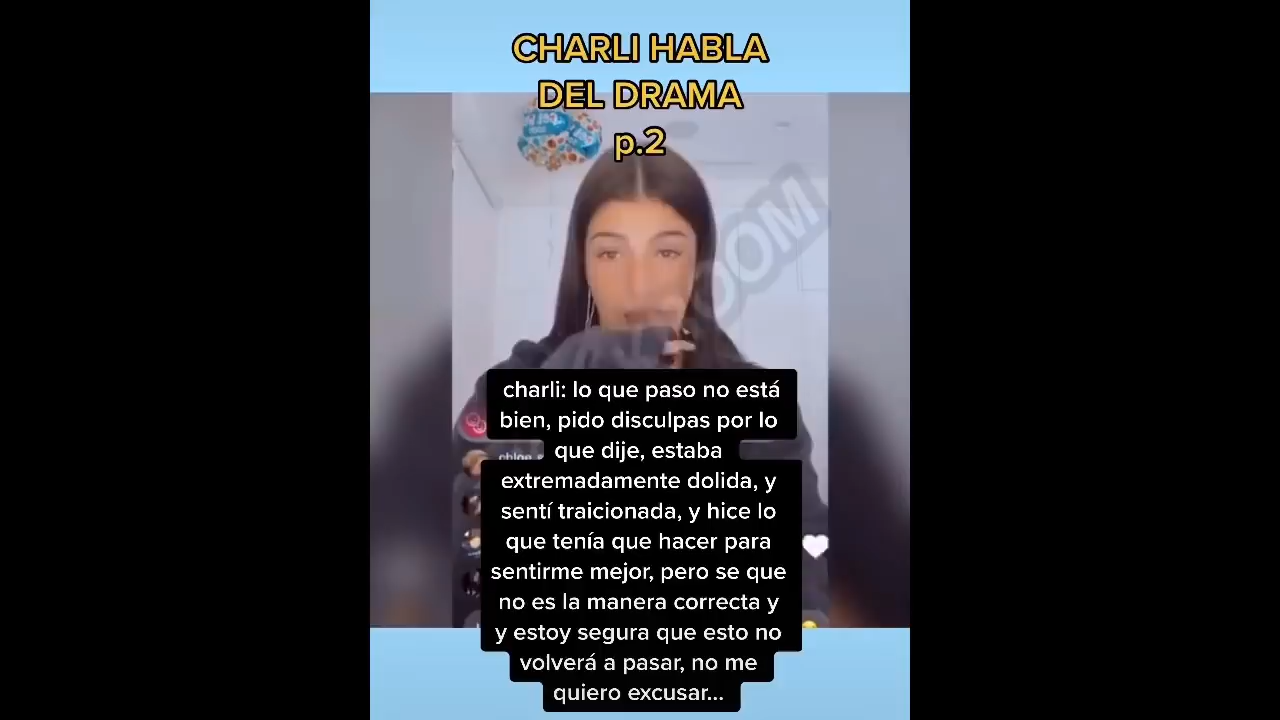 CHARLI HABLA
DEL DRAMA
p.2
OOM
charli: lo que paso no está
bien, pido disculpas por lo
que dije, estaba
chloe
extremadamente dolida, y
sentí traicionada, y hice lo
que tenía que hacer para
sentirme mejor, pero se que
no es la manera correcta y
y estoy segura que esto no
volverá a pasar, no me
quiero excusar...